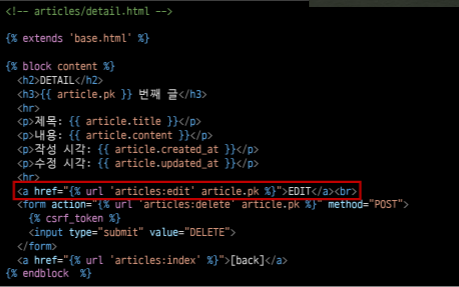 <!-- articles/detail.html -->
{% extends 'base.html' %}
{% block content %}
<h2>DETAIL</h2>
<h3>{{ article.pk }} 번째 글</h3>
<hr>
<p>제목: {{ article.title }}</p>
<p>내용: {{ article.content }}</p>
<p>작성 시각: {{ article.created_at }}</p>
<p>수정 시각: {{ article.updated_at }}</p>
<hr>
<a href="{% url 'articles:edit' article.pk %}">EDIT</a><br>
<form action="{% url 'articles:delete' article.pk %}" method="POST">
{% csrf_token %}
<input type="submit" value="DELETE">
</form>
<a href="{% url 'articles:index' %}">[back]</a>
{% endblock  %}